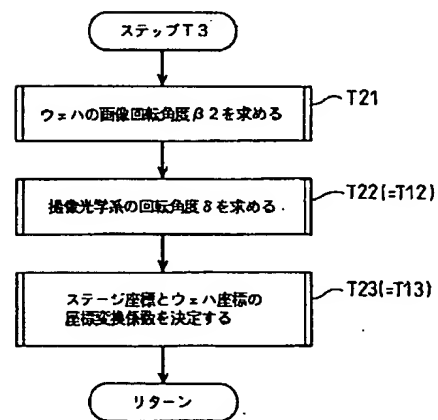 ステップT3
ウェハの画像回転角度β2を求める
T21
撮像光学系の回転角度δを求める
T22(=T12)
ステージ座標とウェハ座標の
座標変換係数を決定する
T23(=T13)
リターン